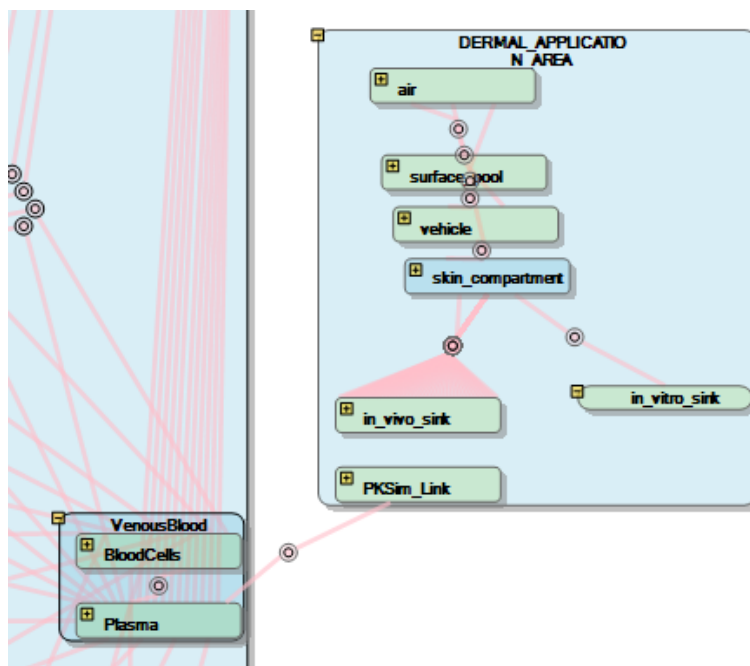 DERMAL_APPLICATIO
N_AREA
air
surface_pool
vehicle
skin_compartment
in_vivo_sink
in_vitro_sink
PKSim_Link
VenousBlood
BloodCells
Plasma